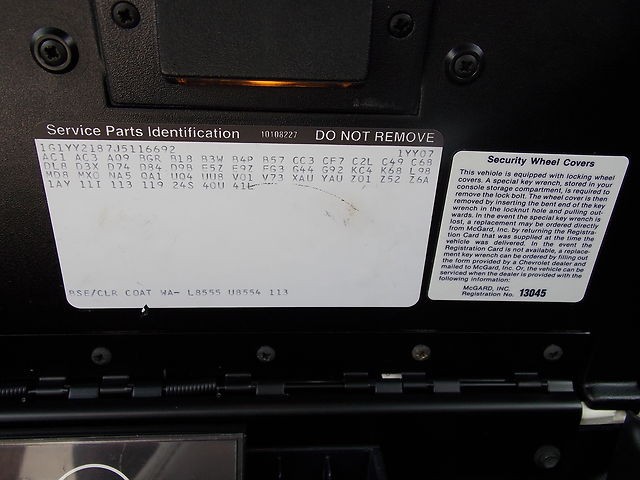 Service Parts Identification 10108227 DO NOT REMOVE
1G1YY2187J5116692 1YY07
AC1 AC3 AO9 BGR B18 B3W B4P B57 CC3 CF7 C2L C49 C68
DL8 D3X D74 D84 D98 F5Z F97 FG3 G44 G92 KC4 K68 L98
MD8 MX0 NA5 QA1 UQ4 UU8 V01 V73 XAU YAU Z01 Z52 Z6A
1AY 11I 113 119 24S 40U 41L
BSE/CLR COAT WA- L8555 U8554 113
Security Wheel Covers
This vehicle is equipped with locking wheel
covers. A special key wrench, stored in your
console storage compartment, is required to
remove the lock bolt. The wheel cover is then
removed by inserting the bent end of the key
wrench in the locknut hole and pulling out-
wards. In the event the special key wrench is
lost, a replacement may be ordered directly
from McGard, Inc. by returning the Registra-
tion Card that was supplied at the time the
vehicle was delivered. In the event the
Registration Card is not available, a replace-
ment key wrench can be ordered by filling out
the form provided by a Chevrolet dealer and
mailed to McGard, Inc. Or, the vehicle can be
serviced when the dealer is provided with the
following information:
McGARD, INC.
Registration No. 13045